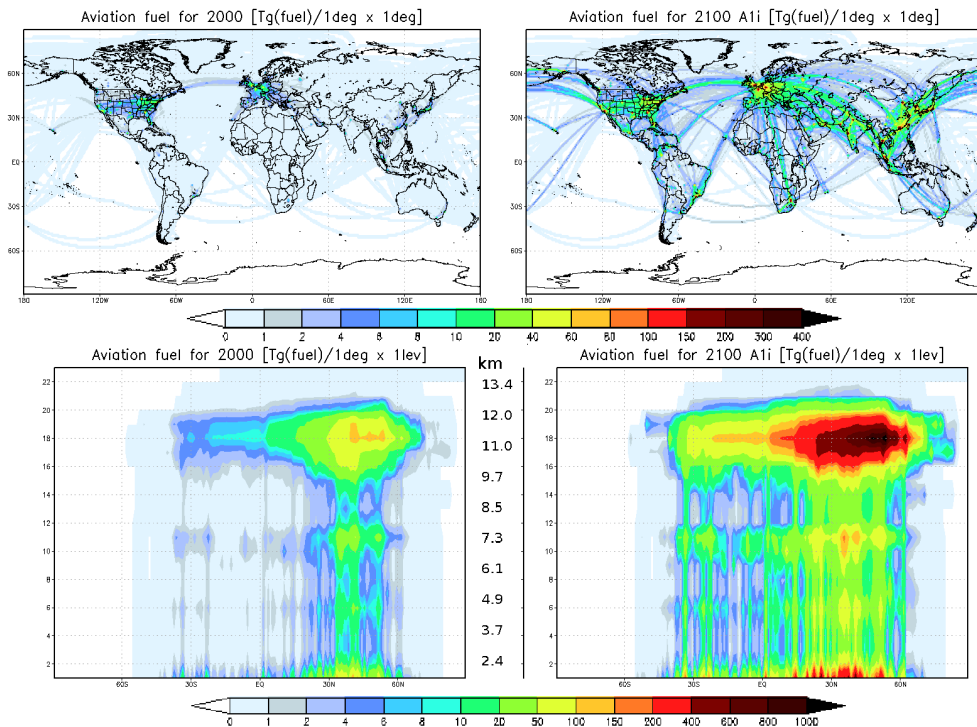 Aviation fuel for 2000 [Tg(fuel)/1deg x 1deg]
Aviation fuel for 2100 A1i [Tg(fuel)/1deg x 1deg]
60N
30N
EQ
30S
60S
180 120W 60W 0 60E 120E 180
60N
30N
EQ
30S
60S
180 120W 60W 0 60E 120E
0 1 2 4 6 8 10 20 40 60 50 100 150 200 300 400
Aviation fuel for 2000 [Tg(fuel)/1deg x 1lev]
km
Aviation fuel for 2100 A1i [Tg(fuel)/1deg x 1lev]
22
20
18
16
14
12
10
8
6
4
2
60S 30S EQ 30N 60N
13.4
12.0
11.0
9.7
8.5
7.3
6.1
4.9
3.7
2.4
22
20
18
16
14
12
10
8
6
4
2
60S 30S EQ 30N 60N
0 1 2 4 6 8 10 20 50 100 150 200 400 600 800 1000